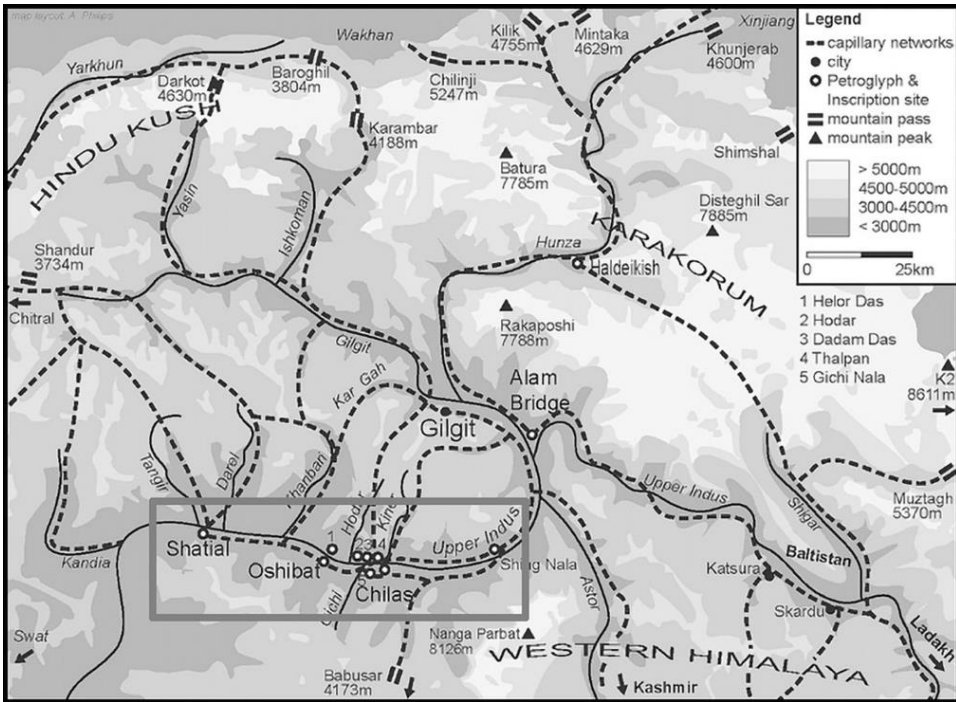 map layout: A. Philips
Kilik
4755m
Mintaka
4629m
Xinjiang
Khunjerab
4600m
Wakhan
Yarkhun
Darkot
4630m
Baroghil
3804m
Chilinji
5247m
Karambar
4188m
HINDU KUSH
Shimshal
Batura
7785m
Disteghil Sar
7885m
Yasin
Ishkoman
Hunza
KARAKORUM
Haldeikish
Shandur
3734m
Chitral
Gilgit
Rakaposhi
7788m
Kar Gah
Alam
Bridge
Gilgit
K2
8611m
Tangir
Darel
Khanbari
Hodar
Upper Indus
Shigar
Muztagh
5370m
Baltistan
Shatial
Kandia
Oshibat
1
2
3
4
5
Chilas
Upper Indus
Shing Nala
Gichi
Astor
Katsura
Skardu
Ladakh
Swat
Nanga Parbat
8126m
WESTERN HIMALAYA
Babusar
4173m
Kashmir
Legend
capillary networks
city
Petroglyph &
Inscription site
mountain pass
mountain peak
> 5000m
4500-5000m
3000-4500m
< 3000m
0 25km
1 Helor Das
2 Hodar
3 Dadam Das
4 Thalpan
5 Gichi Nala